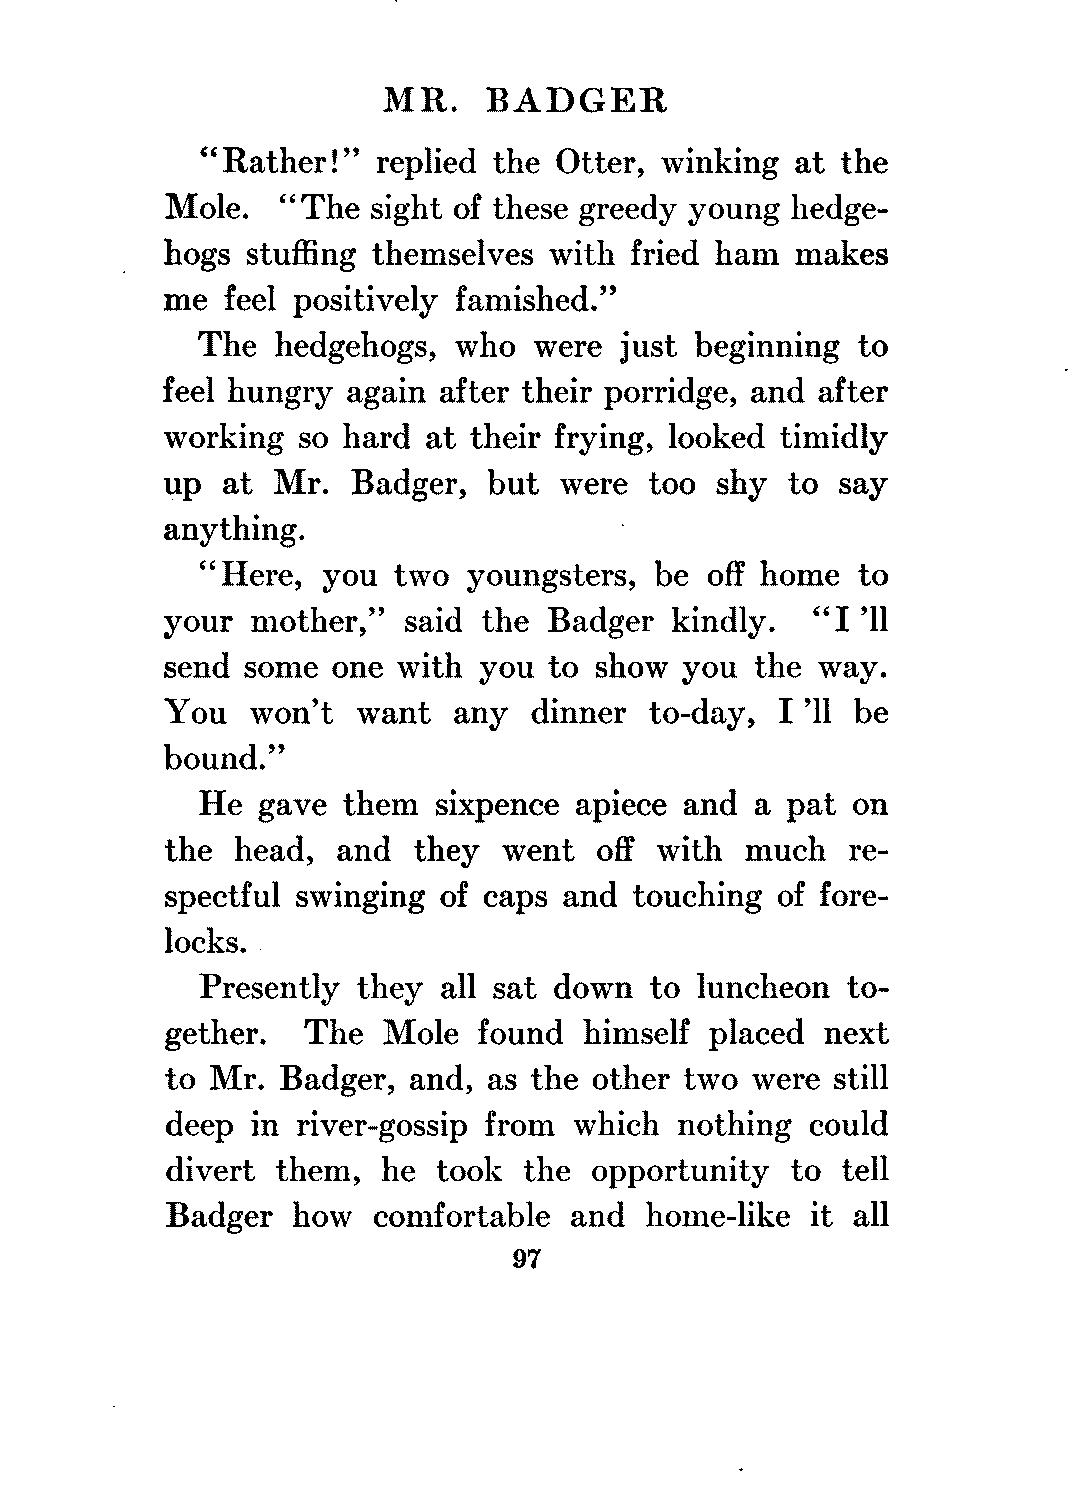 MR. BADGER
“Rather!” replied the Otter, winking at the
Mole. “The sight of these greedy young hedge-
hogs stuffing themselves with fried ham makes
me feel positively famished.”
The hedgehogs, who were just beginning to
feel hungry again after their porridge, and after
working so hard at their frying, looked timidly
up at Mr. Badger, but were too shy to say
anything.
“Here, you two youngsters, be off home to
your mother,” said the Badger kindly. “I ’ll
send some one with you to show you the way.
You won’t want any dinner to-day, I ’ll be
bound.”
He gave them sixpence apiece and a pat on
the head, and they went off with much re-
spectful swinging of caps and touching of fore-
locks.
Presently they all sat down to luncheon to-
gether. The Mole found himself placed next
to Mr. Badger, and, as the other two were still
deep in river-gossip from which nothing could
divert them, he took the opportunity to tell
Badger how comfortable and home-like it all
97